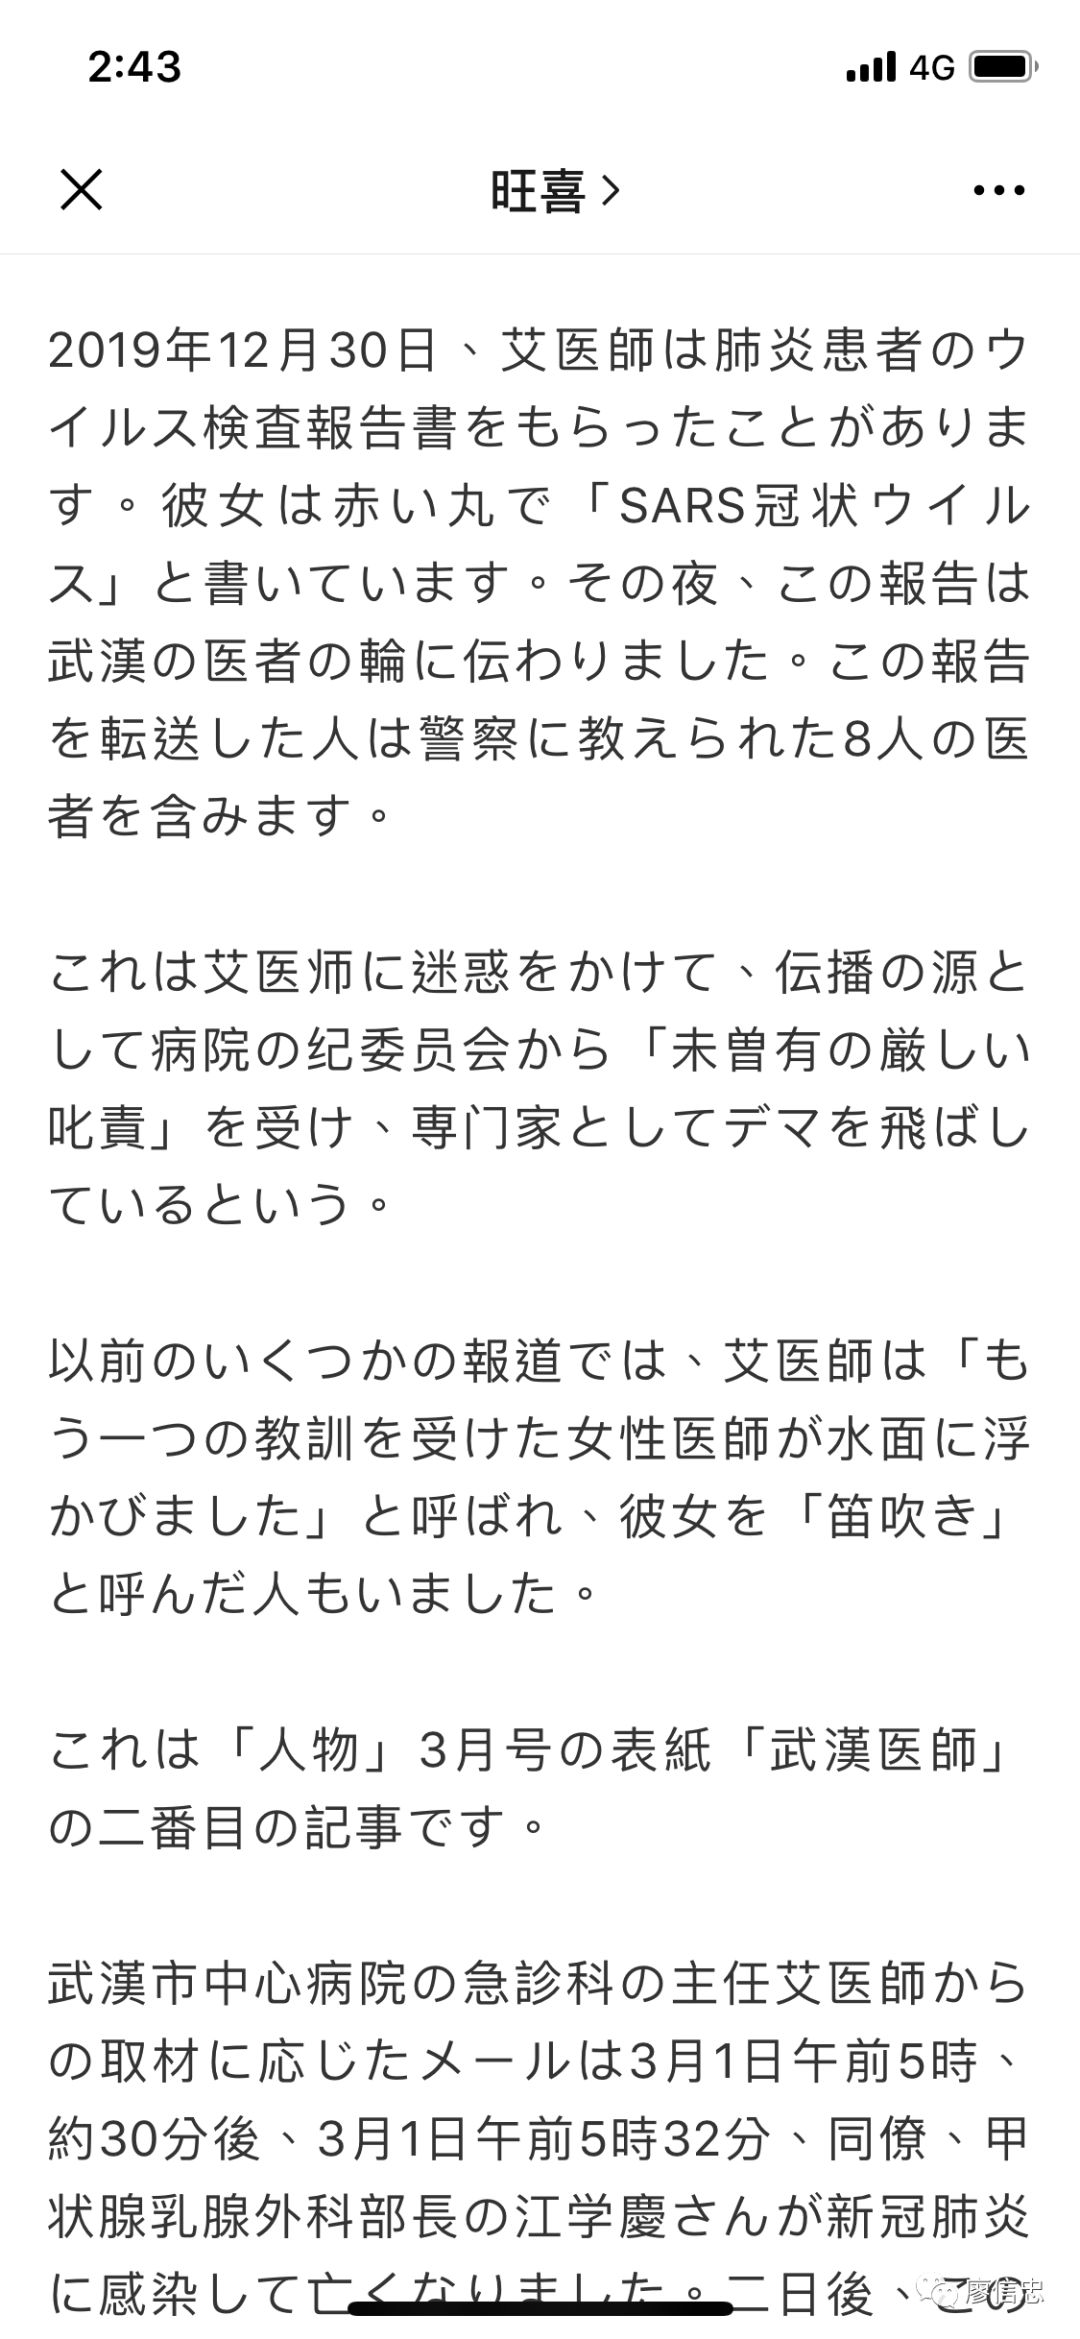 2:43
4G
旺喜
2019年12月30日、艾医師は肺炎患者のウ
イルス検査報告書をもらったことがありま
す。彼女は赤い丸で「SARS冠状ウイル
ス」と書いています。その夜、この報告は
武漢の医者の輪に伝わりました。この報告
を転送した人は警察に教えられた8人の医
者を含みます。
これは艾医师に迷惑をかけて、伝播の源と
して病院の纪委员会から「未曽有の厳しい
叱責」を受け、専门家としてデマを飛ばし
ているという。
以前のいくつかの報道では、艾医師は「も
う一つの教訓を受けた女性医師が水面に浮
かびました」と呼ばれ、彼女を「笛吹き」
と呼んだ人もいました。
これは「人物」3月号の表紙「武漢医師」
の二番目の記事です。
武漢市中心病院の急診科の主任艾医師から
の取材に応じたメールは3月1日午前5時、
約30分後、3月1日午前5時32分、同僚、甲
状腺乳腺外科部長の江学慶さんが新冠肺炎
に感染して亡くなりました。二日後、この
廖信忠